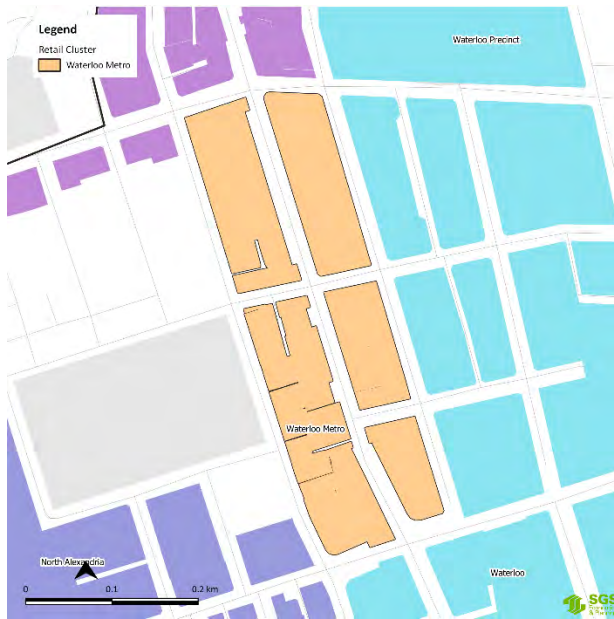 Legend
Retail Cluster
Waterloo Metro
Waterloo Precinct
Waterloo Metro
North Alexandria
Waterloo
0 0.1 0.2 km
SGS